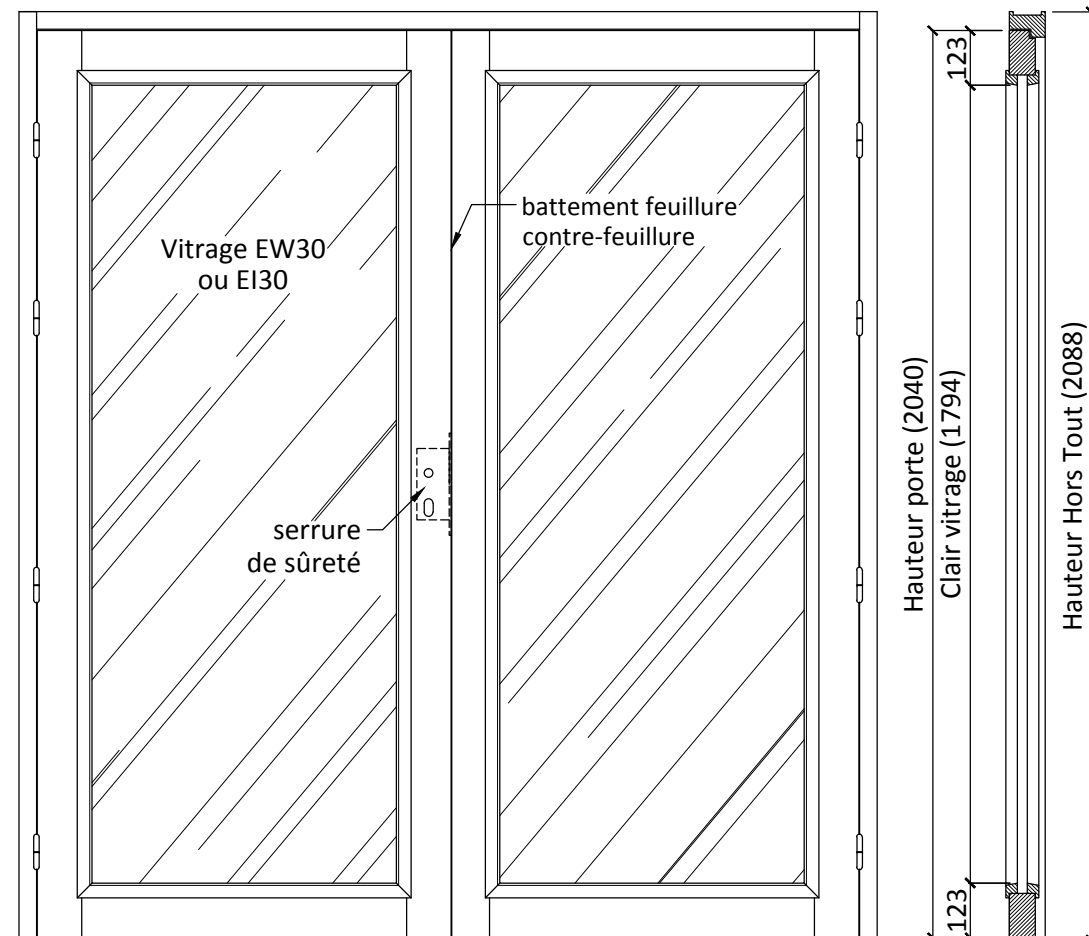 Vitrage EW30
ou EI30
battement feuillure
contre-feuillure
serrure
de sûreté
123
123
Hauteur porte (2040)
Clair vitrage (1794)
Hauteur Hors Tout (2088)